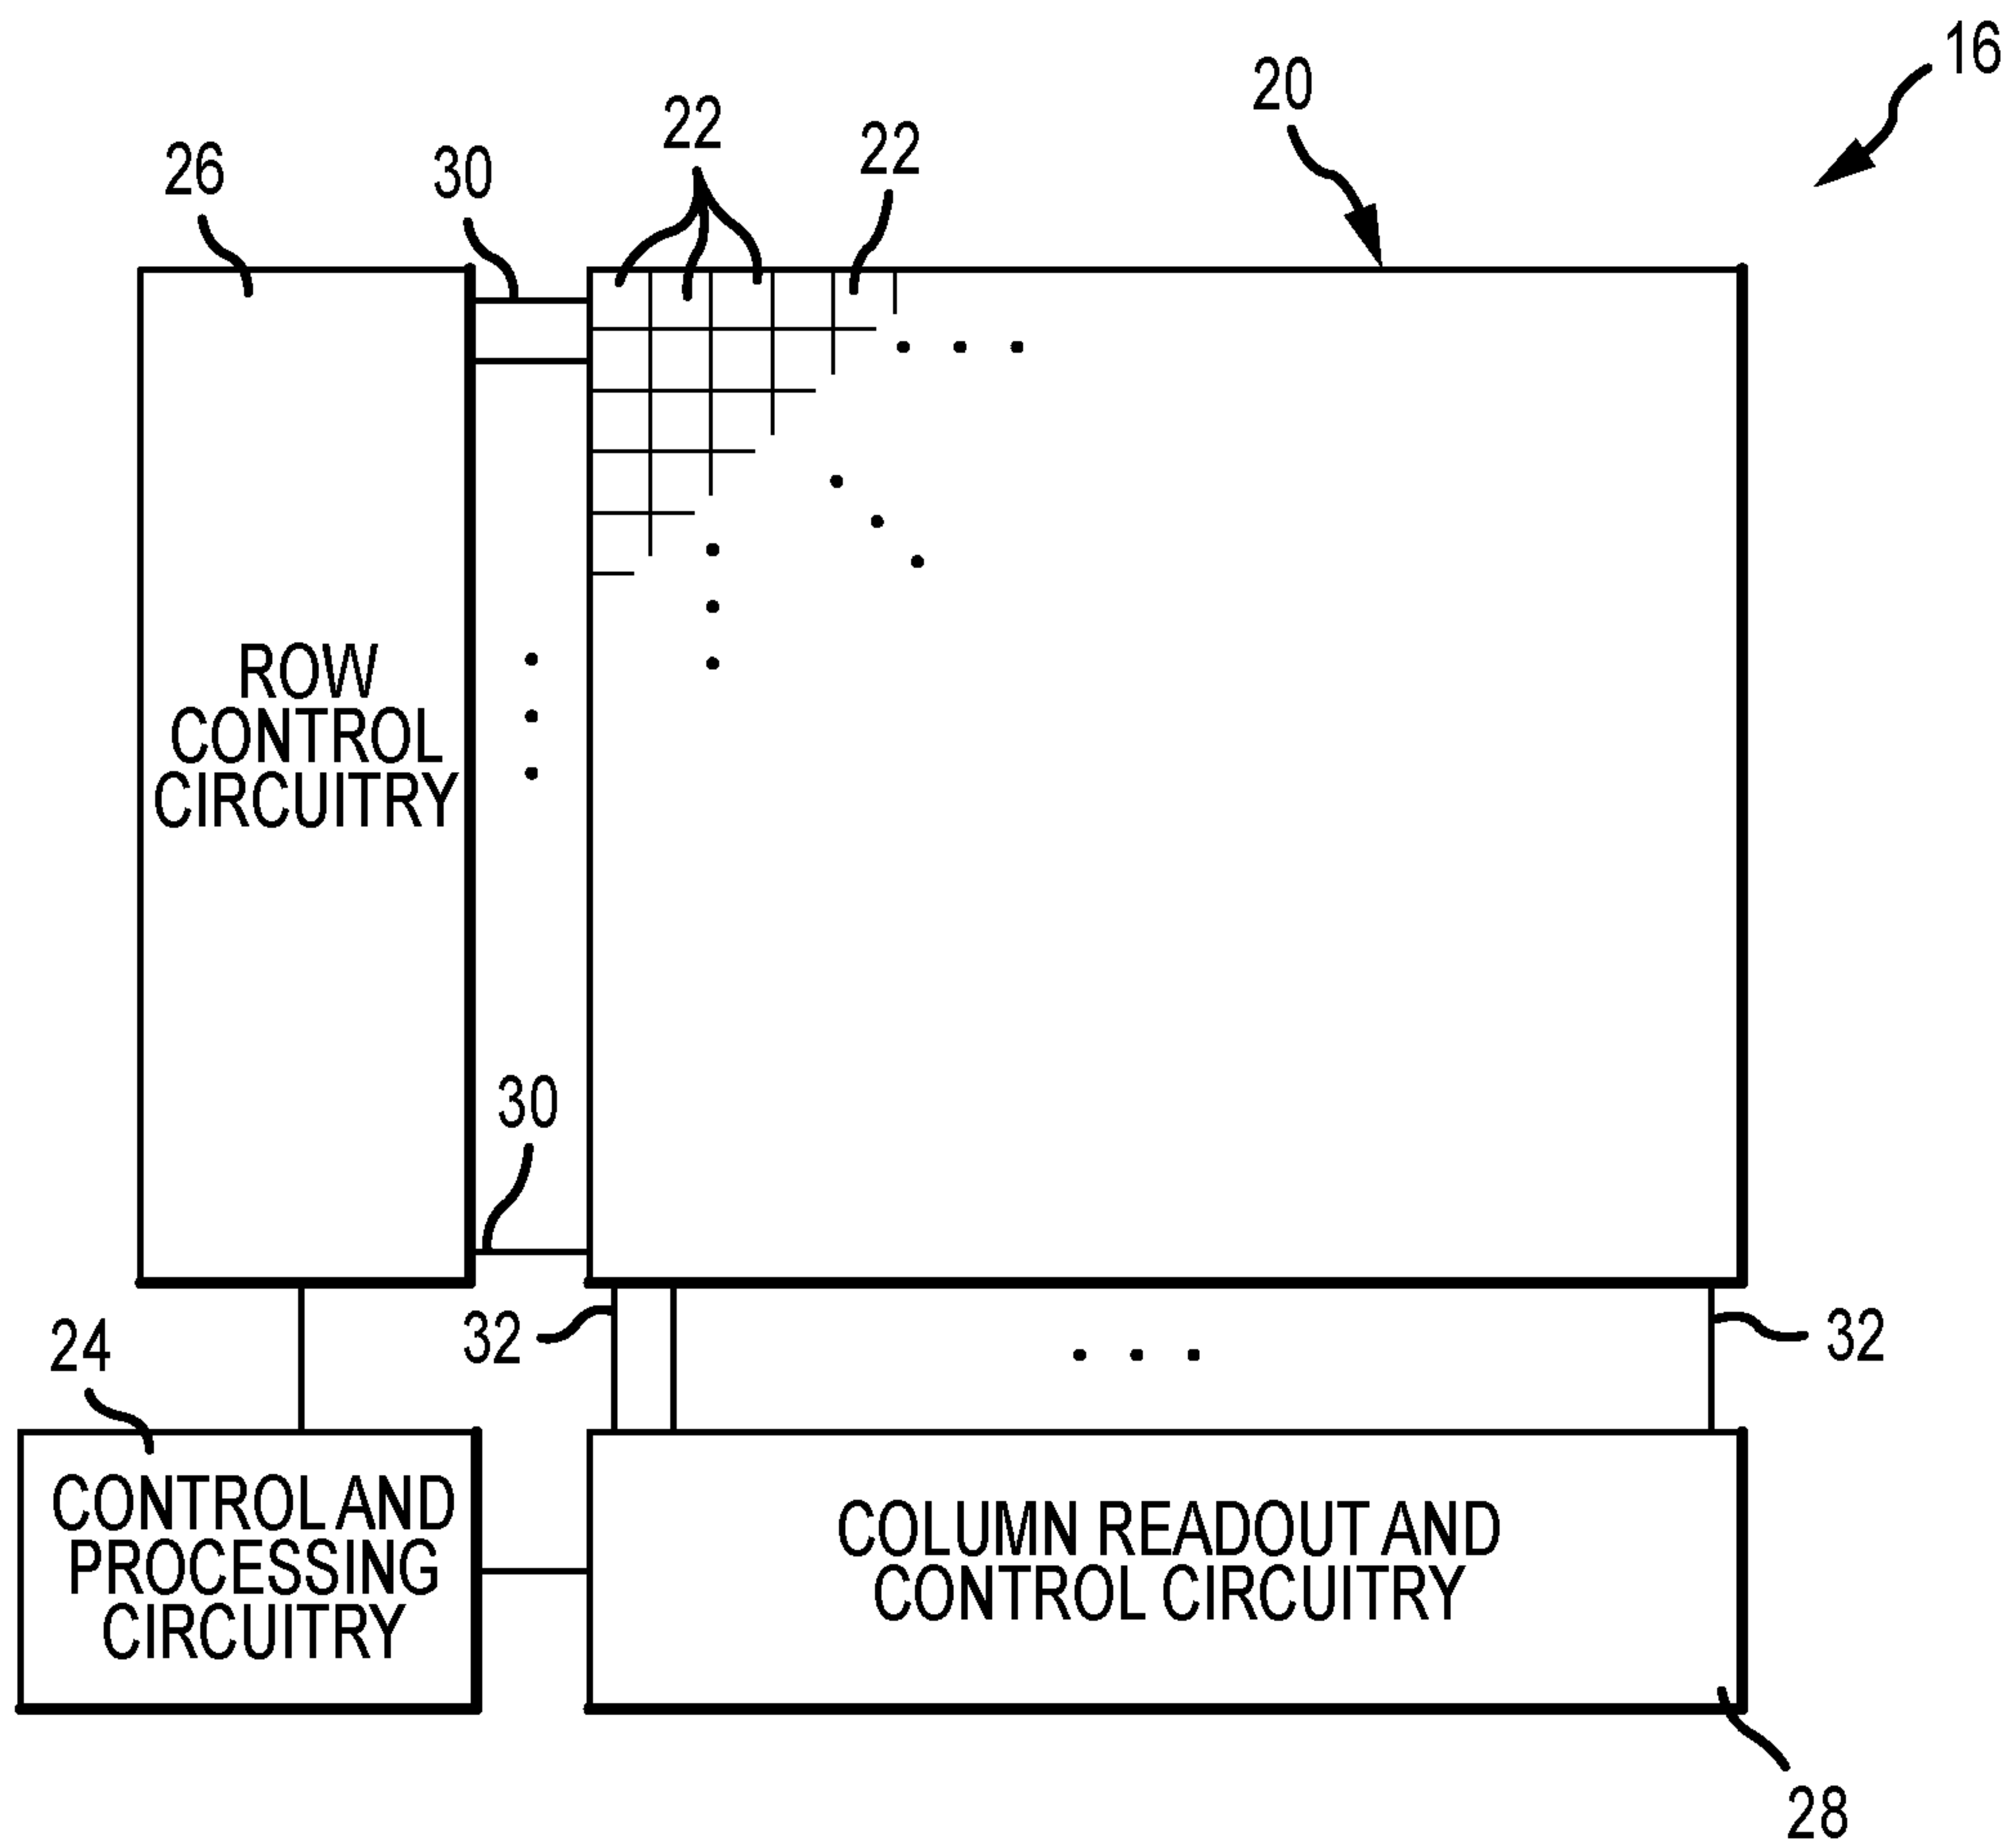 16
20
22
22
26
30
ROW
CONTROL
CIRCUITRY
30
32
32
24
CONTROL AND
PROCESSING
CIRCUITRY
COLUMN READOUT AND
CONTROL CIRCUITRY
28